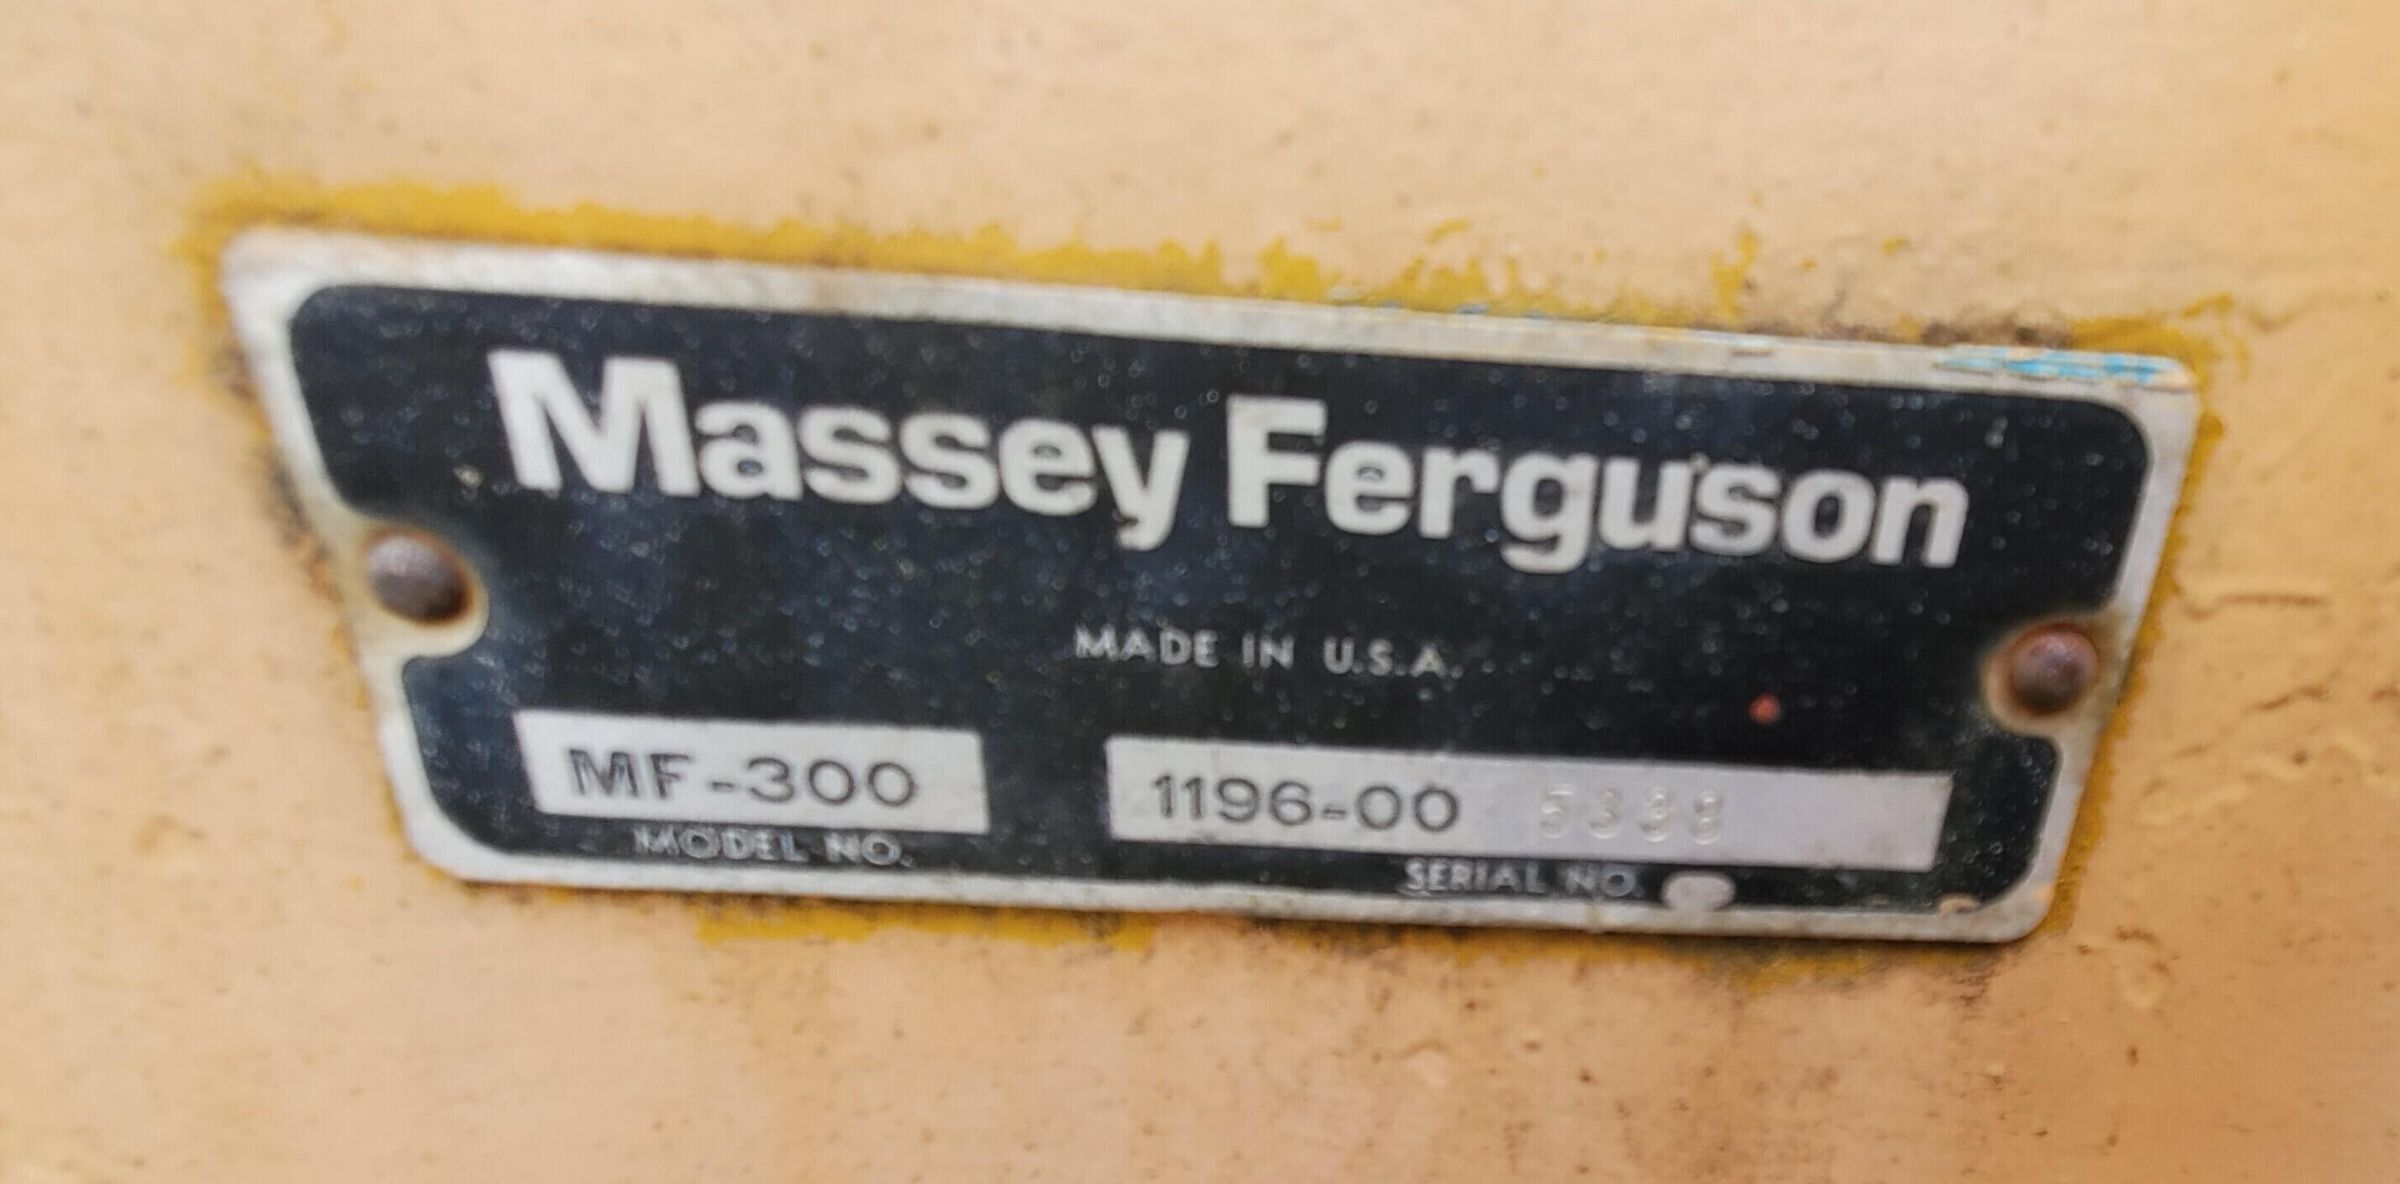 Massey Ferguson
MADE IN U.S.A.
MF-300 1196-00
MODEL NO. SERIAL NO.